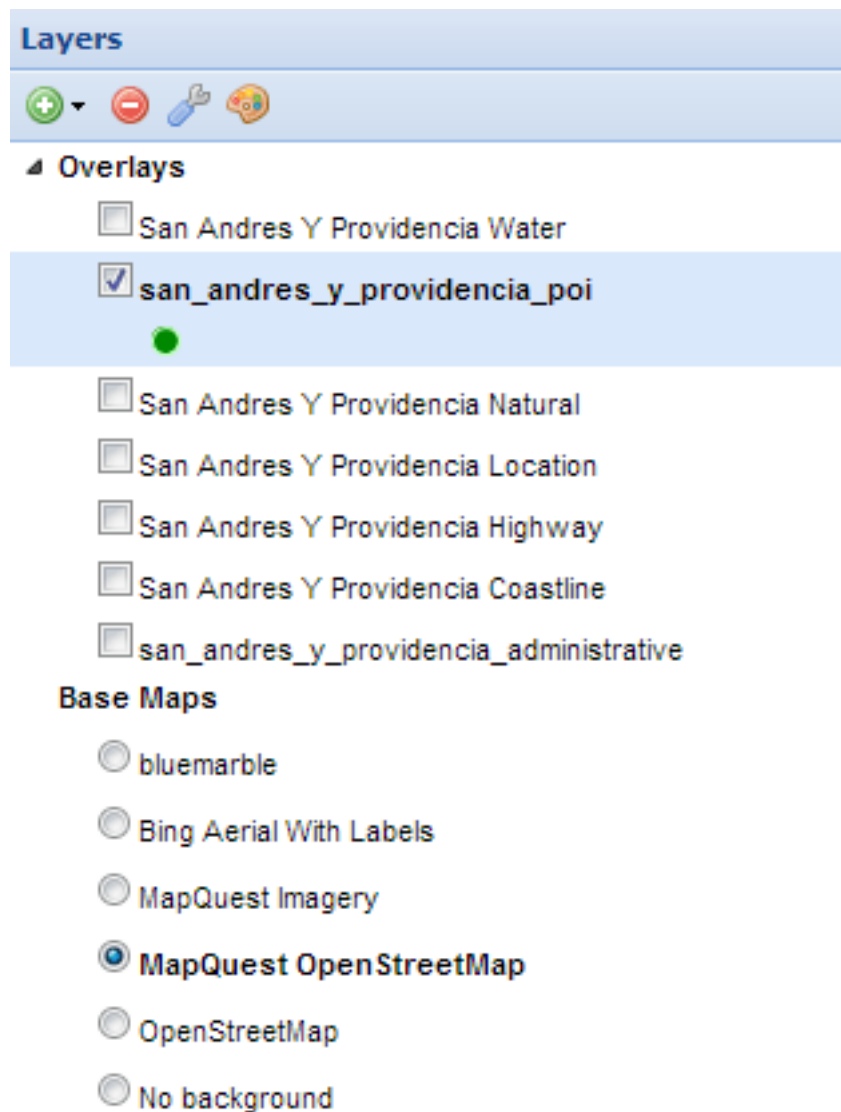 Layers
Overlays
San Andres Y Providencia Water
san_andres_y_providencia_poi
San Andres Y Providencia Natural
San Andres Y Providencia Location
San Andres Y Providencia Highway
San Andres Y Providencia Coastline
san_andres_y_providencia_administrative
Base Maps
bluemarble
Bing Aerial With Labels
MapQuest Imagery
MapQuest OpenStreetMap
OpenStreetMap
No background